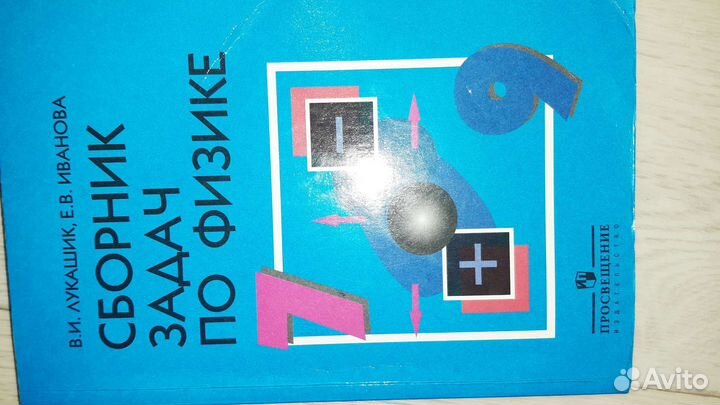 В.И. ЛУКАШИК, Е.В. ИВАНОВА
СБОРНИК
ЗАДАЧ
ПО ФИЗИКЕ
7
9
ПРОСВЕЩЕНИЕ
ИЗДАТЕЛЬСТВО
Avito